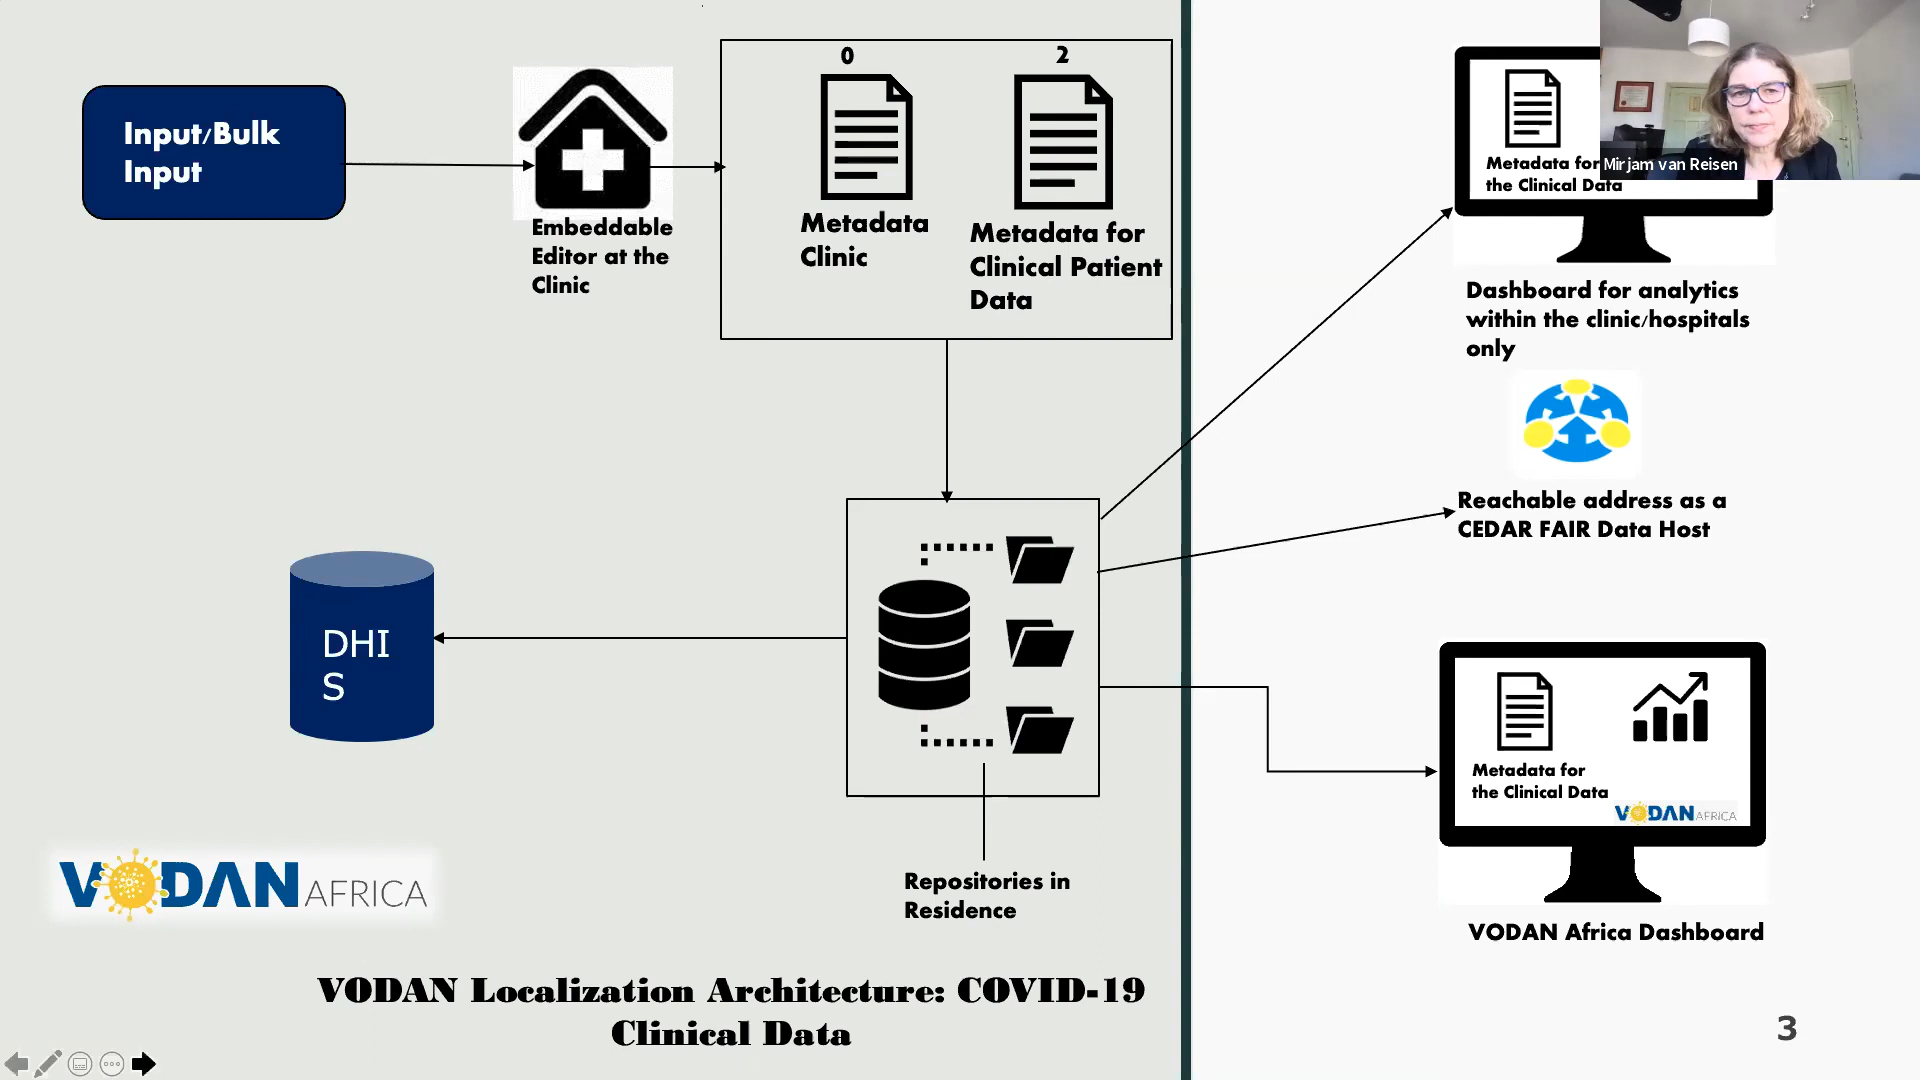 Input/Bulk
Input
Embeddable
Editor at the
Clinic
0
Metadata
Clinic
2
Metadata for
Clinical Patient
Data
Metadata for
the Clinical Data
Mirjam van Reisen
Dashboard for analytics
within the clinic/hospitals
only
Reachable address as a
CEDAR FAIR Data Host
DHI
S
Repositories in
Residence
Metadata for
the Clinical Data
VODAN AFRICA
VODAN Africa Dashboard
VODAN AFRICA
VODAN Localization Architecture: COVID-19
Clinical Data
3